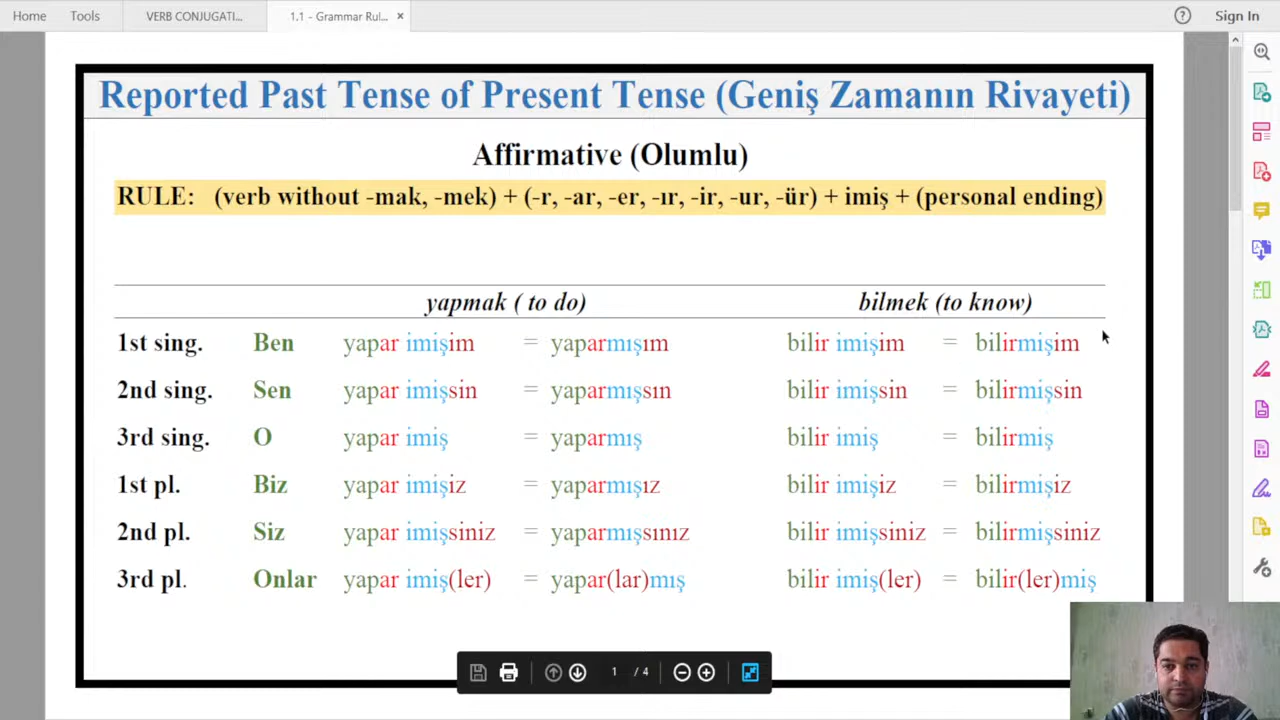 Home Tools VERB CONJUGATI... 1.1 - Grammar Rul... × ? Sign In
Reported Past Tense of Present Tense (Geniş Zamanın Rivayeti)
Affirmative (Olumlu)
RULE: (verb without -mak, -mek) + (-r, -ar, -er, -ır, -ir, -ur, -ür) + imiş + (personal ending)
yapmak ( to do) bilmek (to know)
1st sing. Ben yapar imişim = yaparmışım bilir imişim = bilirmişim
2nd sing. Sen yapar imişsin = yaparmışsın bilir imişsin = bilirmişsin
3rd sing. O yapar imiş = yaparmış bilir imiş = bilirmiş
1st pl. Biz yapar imişiz = yaparmışız bilir imişiz = bilirmişiz
2nd pl. Siz yapar imişsiniz = yaparmışsınız bilir imişsiniz = bilirmişsiniz
3rd pl. Onlar yapar imiş(ler) = yapar(lar)mış bilir imiş(ler) = bilir(ler)miş
1 / 4